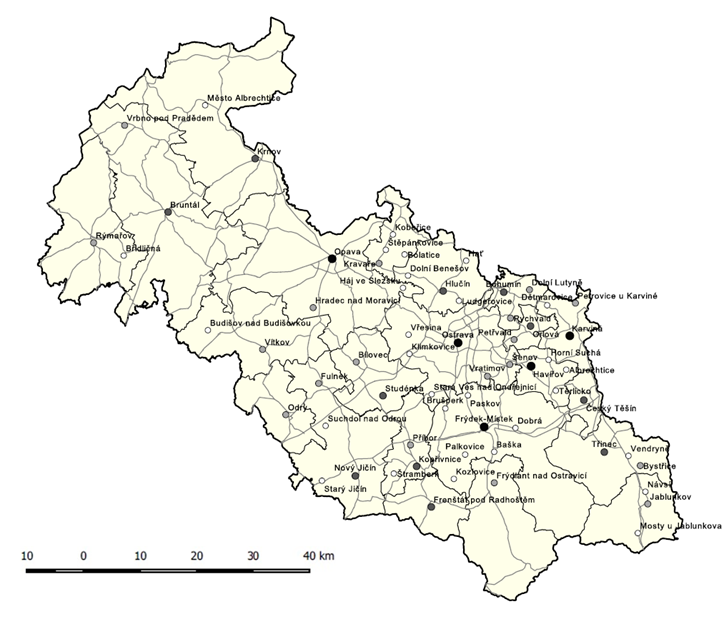 Město Albrechtice
Vrbno pod Pradědem
Krnov
Bruntál
Rýmařov
Břidličná
Kobeřice
Štěpánkovice
Opava
Bolatice
Hať
Kravaře
Dolní Benešov
Háj ve Slezsku
Hlučín
Bohumín
Dolní Lutyně
Ludgeřovice
Dětmarovice
Petrovice u Karviné
Hradec nad Moravicí
Rychvald
Budišov nad Budišovkou
Vřesina
Ostrava
Petřvald
Orlová
Karviná
Vítkov
Klimkovice
Bílovec
Šenov
Horní Suchá
Vratimov
Havířov
Albrechtice
Fulnek
Studénka
Stará Ves nad Ondřejnicí
Těrlicko
Brušperk
Paskov
Odry
Český Těšín
Suchdol nad Odrou
Frýdek-Místek
Dobrá
Příbor
Palkovice
Baška
Třinec
Vendryně
Nový Jičín
Kopřivnice
Bystřice
Štramberk
Kozlovice
Frýdlant nad Ostravicí
Starý Jičín
Návsí
Jablunkov
Frenštát pod Radhoštěm
Mosty u Jablunkova
10 0 10 20 30 40 km